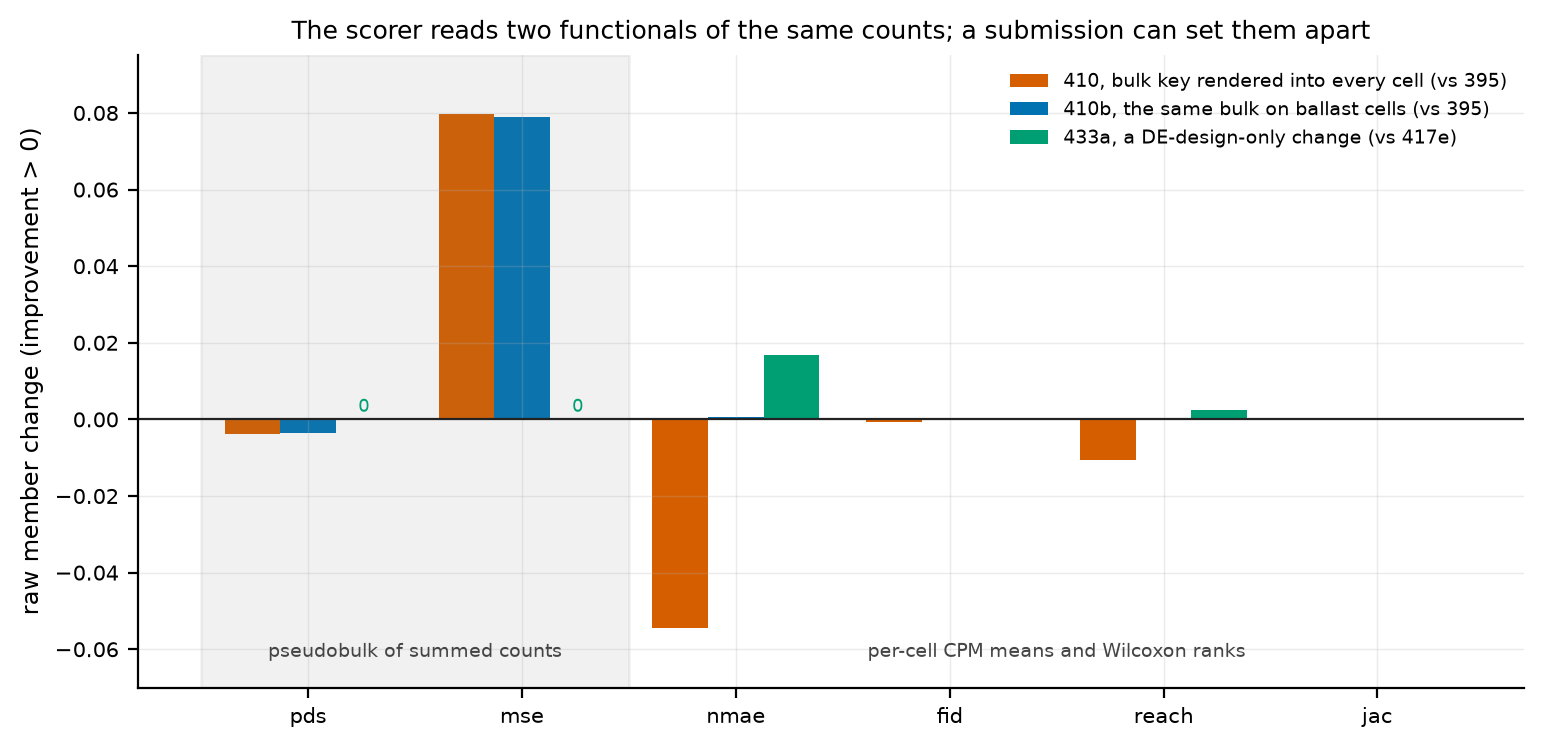 The scorer reads two functionals of the same counts; a submission can set them apart
410, bulk key rendered into every cell (vs 395)
410b, the same bulk on ballast cells (vs 395)
433a, a DE-design-only change (vs 417e)
raw member change (improvement > 0)
0.08
0.06
0.04
0.02
0.00
−0.02
−0.04
−0.06
0
0
pseudobulk of summed counts
per-cell CPM means and Wilcoxon ranks
pds
mse
nmae
fid
reach
jac